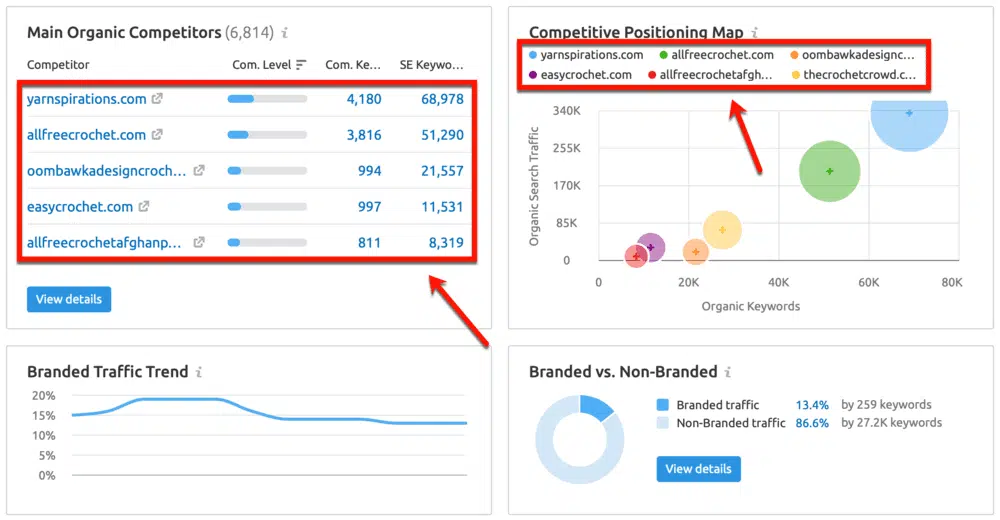 Main Organic Competitors (6,814) i
Competitor Com. Level Com. Ke... SE Keywo...
yarnspirations.com 4,180 68,978
allfreecrochet.com 3,816 51,290
oombawkadesigncroch... 994 21,557
easycrochet.com 997 11,531
allfreecrochetafghanp... 811 8,319
View details
Competitive Positioning Map i
yarnspirations.com allfreecrochet.com oombawkadesignc...
easycrochet.com allfreecrochetafgh... thecrochetcrowd.c...
Organic Search Traffic
340K
255K
170K
85K
0
0 20K 40K 60K 80K
Organic Keywords
Branded Traffic Trend i
20%
15%
10%
5%
0%
Branded vs. Non-Branded i
Branded traffic 13.4% by 259 keywords
Non-Branded traffic 86.6% by 27.2K keywords
View details